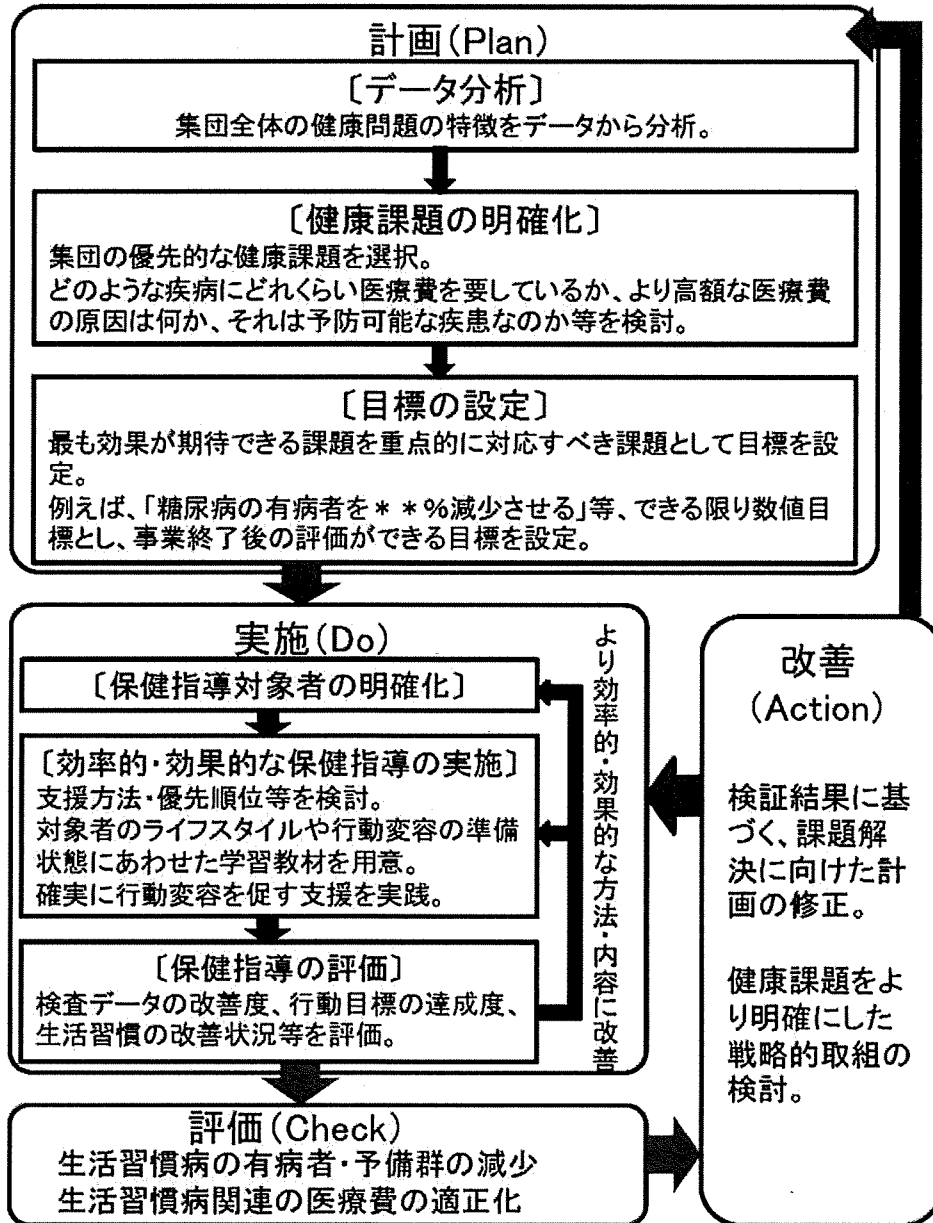 計画(Plan)
〔データ分析〕
集団全体の健康問題の特徴をデータから分析。
〔健康課題の明確化〕
集団の優先的な健康課題を選択。
どのような疾病にどれくらい医療費を要しているか、より高額な医療費
の原因は何か、それは予防可能な疾患なのか等を検討。
〔目標の設定〕
最も効果が期待できる課題を重点的に対応すべき課題として目標を設
定。
例えば、「糖尿病の有病者を＊＊％減少させる」等、できる限り数値目
標とし、事業終了後の評価ができる目標を設定。
実施(Do)
〔保健指導対象者の明確化〕
〔効率的・効果的な保健指導の実施〕
支援方法・優先順位等を検討。
対象者のライフスタイルや行動変容の準備
状態にあわせた学習教材を用意。
確実に行動変容を促す支援を実践。
〔保健指導の評価〕
検査データの改善度、行動目標の達成度、
生活習慣の改善状況等を評価。
より効率的・効果的な方法・内容に改善
評価(Check)
生活習慣病の有病者・予備群の減少
生活習慣病関連の医療費の適正化
改善
(Action)
検証結果に基
づく、課題解
決に向けた計
画の修正。
健康課題をよ
り明確にした
戦略的取組の
検討。